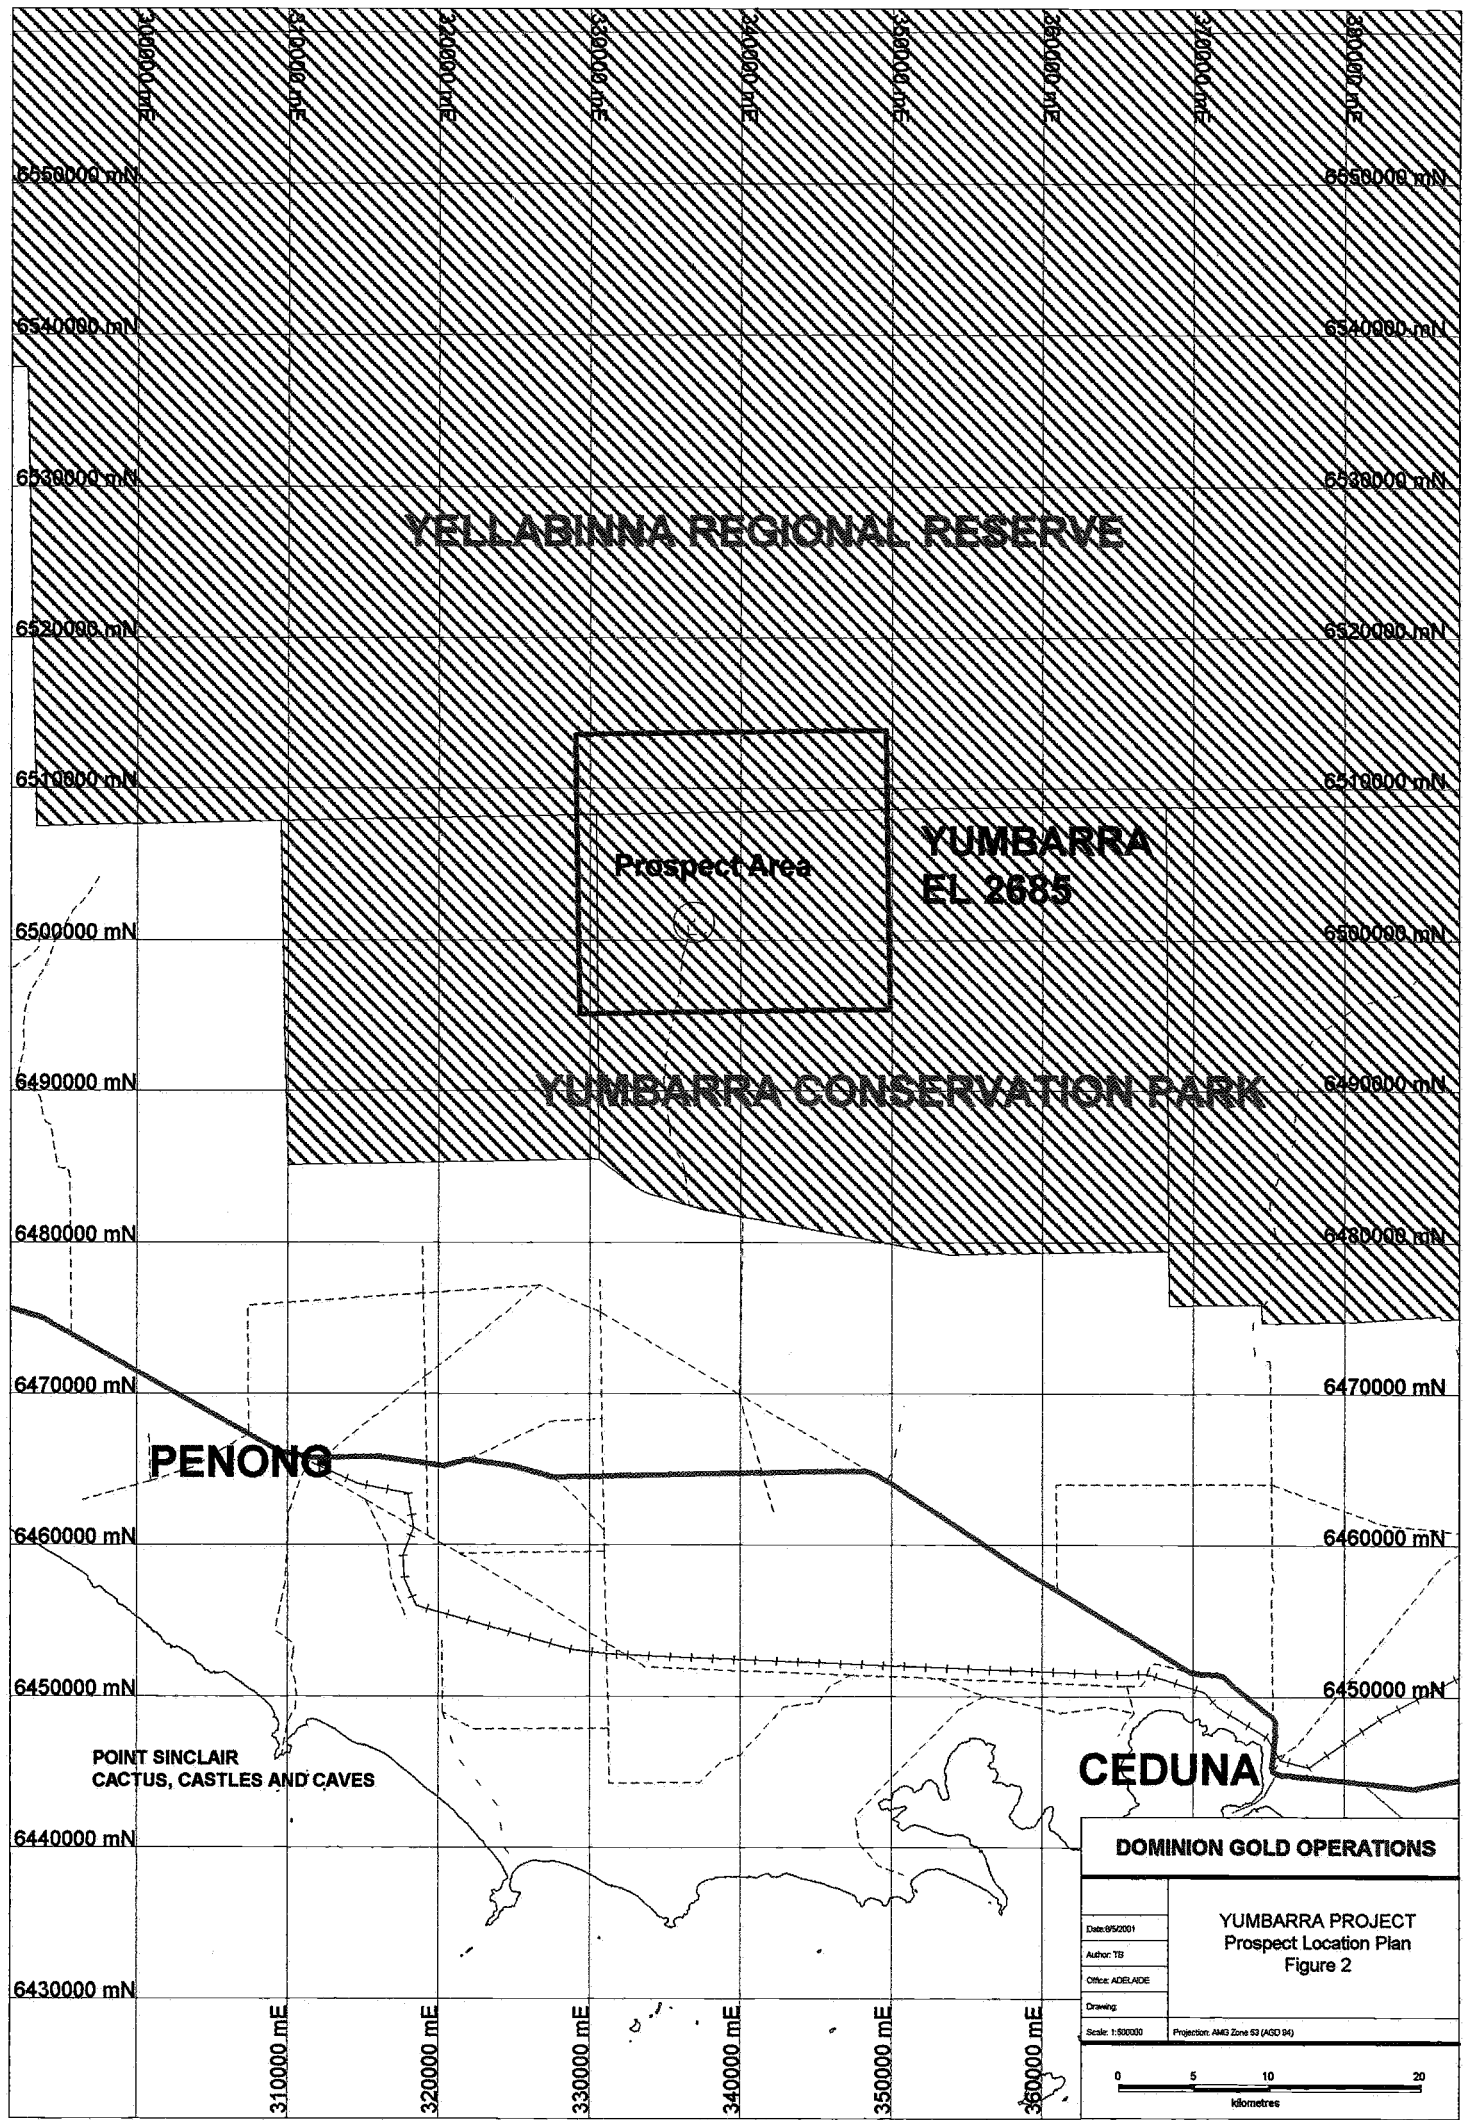 300000 mE
310000 mE
320000 mE
330000 mE
340000 mE
350000 mE
360000 mE
370000 mE
380000 mE
6550000 mN
6550000 mN
6540000 mN
6540000 mN
6530000 mN
6530000 mN
YELLABINNA REGIONAL RESERVE
6520000 mN
6520000 mN
6510000 mN
6510000 mN
YUMBARRA
EL 2685
Prospect Area
6500000 mN
6500000 mN
6490000 mN
YUMBARRA CONSERVATION PARK
6490000 mN
6480000 mN
6480000 mN
6470000 mN
6470000 mN
PENONG
6460000 mN
6460000 mN
6450000 mN
6450000 mN
POINT SINCLAIR
CACTUS, CASTLES AND CAVES
CEDUNA
6440000 mN
6430000 mN
310000 mE
320000 mE
330000 mE
340000 mE
350000 mE
360000 mE
DOMINION GOLD OPERATIONS
YUMBARRA PROJECT
Prospect Location Plan
Figure 2
Date:8/5/2001
Author: TB
Office: ADELAIDE
Drawing:
Scale: 1:500000
Projection: AMG Zone 53 (AGD 84)
0 5 10 20
kilometres